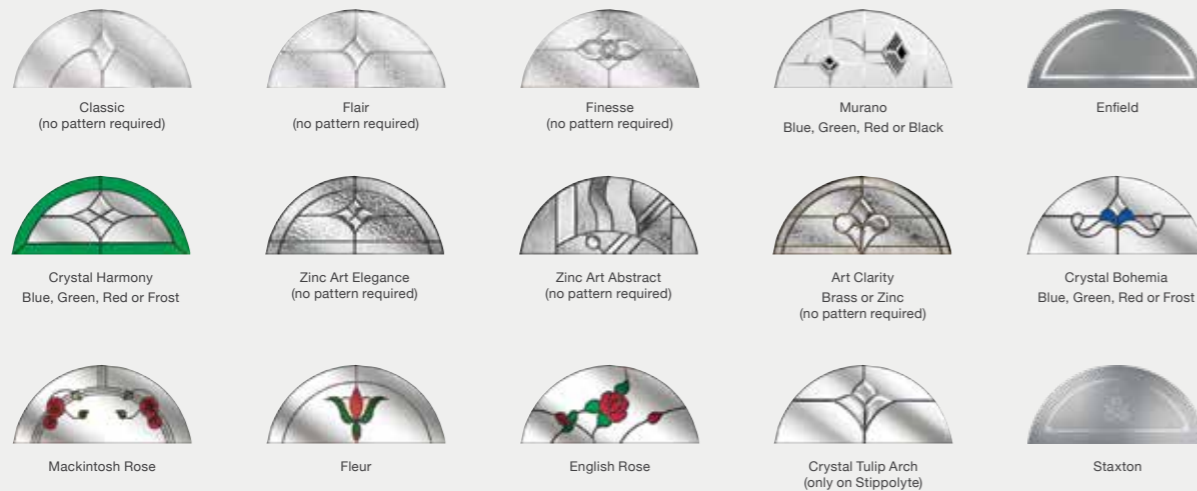 Classic
(no pattern required)
Flair
(no pattern required)
Finesse
(no pattern required)
Murano
Blue, Green, Red or Black
Enfield
Crystal Harmony
Blue, Green, Red or Frost
Zinc Art Elegance
(no pattern required)
Zinc Art Abstract
(no pattern required)
Art Clarity
Brass or Zinc
(no pattern required)
Crystal Bohemia
Blue, Green, Red or Frost
Mackintosh Rose
Fleur
English Rose
Crystal Tulip Arch
(only on Stippolyte)
Staxton